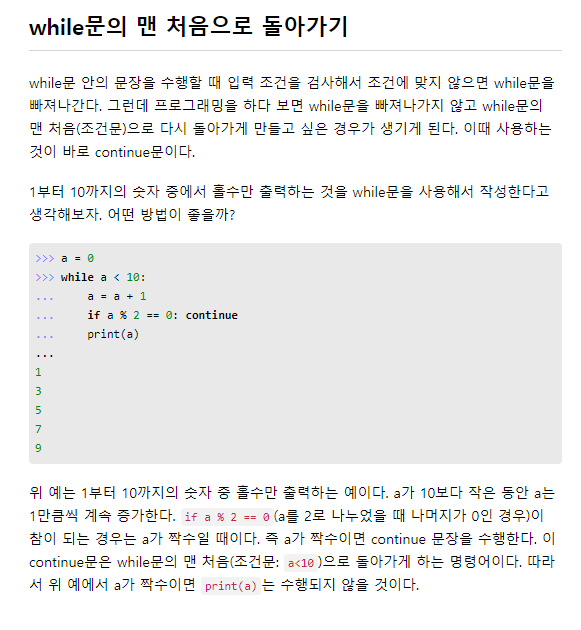 while문의 맨 처음으로 돌아가기
while문 안의 문장을 수행할 때 입력 조건을 검사해서 조건에 맞지 않으면 while문을
빠져나간다. 그런데 프로그래밍을 하다 보면 while문을 빠져나가지 않고 while문의
맨 처음(조건문)으로 다시 돌아가게 만들고 싶은 경우가 생기게 된다. 이때 사용하는
것이 바로 continue문이다.
1부터 10까지의 숫자 중에서 홀수만 출력하는 것을 while문을 사용해서 작성한다고
생각해보자. 어떤 방법이 좋을까?
>>> a = 0
>>> while a < 10:
...     a = a + 1
...     if a % 2 == 0: continue
...     print(a)
...
1
3
5
7
9
위 예는 1부터 10까지의 숫자 중 홀수만 출력하는 예이다. a가 10보다 작은 동안 a는
1만큼씩 계속 증가한다. if a % 2 == 0 (a를 2로 나누었을 때 나머지가 0인 경우)이
참이 되는 경우는 a가 짝수일 때이다. 즉 a가 짝수이면 continue 문장을 수행한다. 이
continue문은 while문의 맨 처음(조건문: a<10 )으로 돌아가게 하는 명령어이다. 따라
서 위 예에서 a가 짝수이면 print(a) 는 수행되지 않을 것이다.